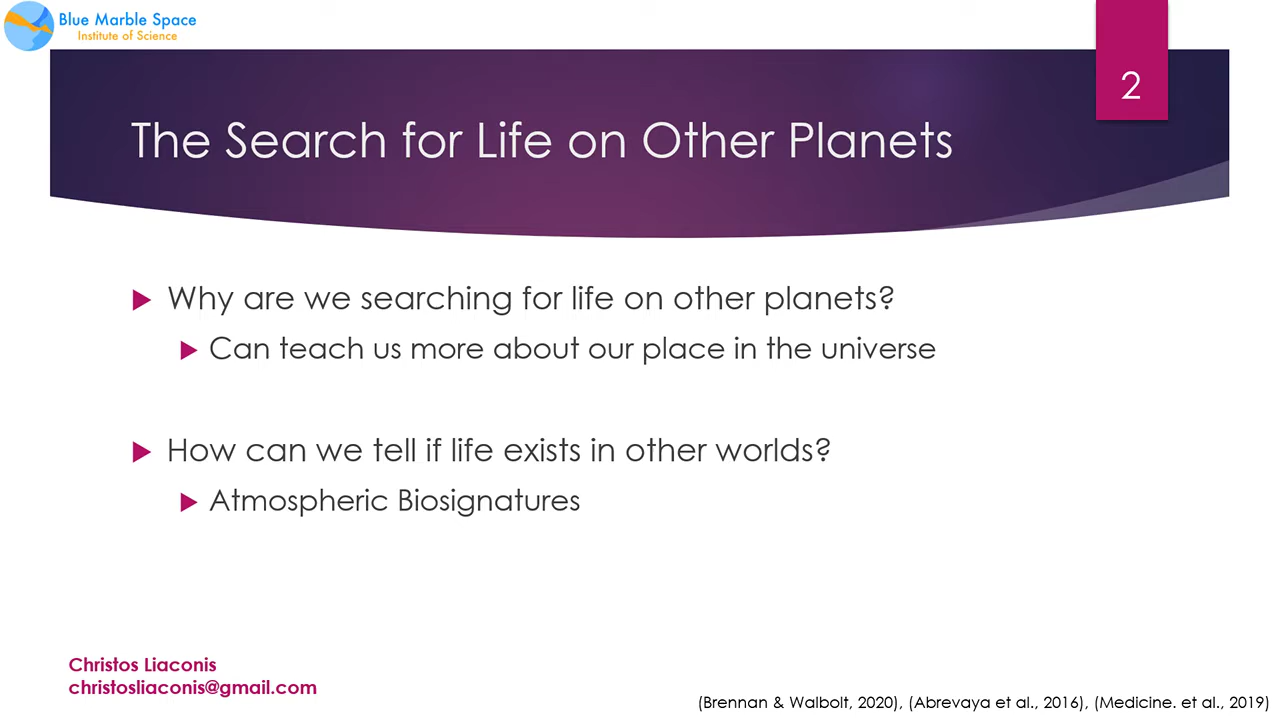 Blue Marble Space
Institute of Science
2
The Search for Life on Other Planets
Why are we searching for life on other planets?
Can teach us more about our place in the universe
How can we tell if life exists in other worlds?
Atmospheric Biosignatures
Christos Liaconis
christosliaconis@gmail.com
(Brennan & Walbolt, 2020), (Abrevaya et al., 2016), (Medicine. et al., 2019)